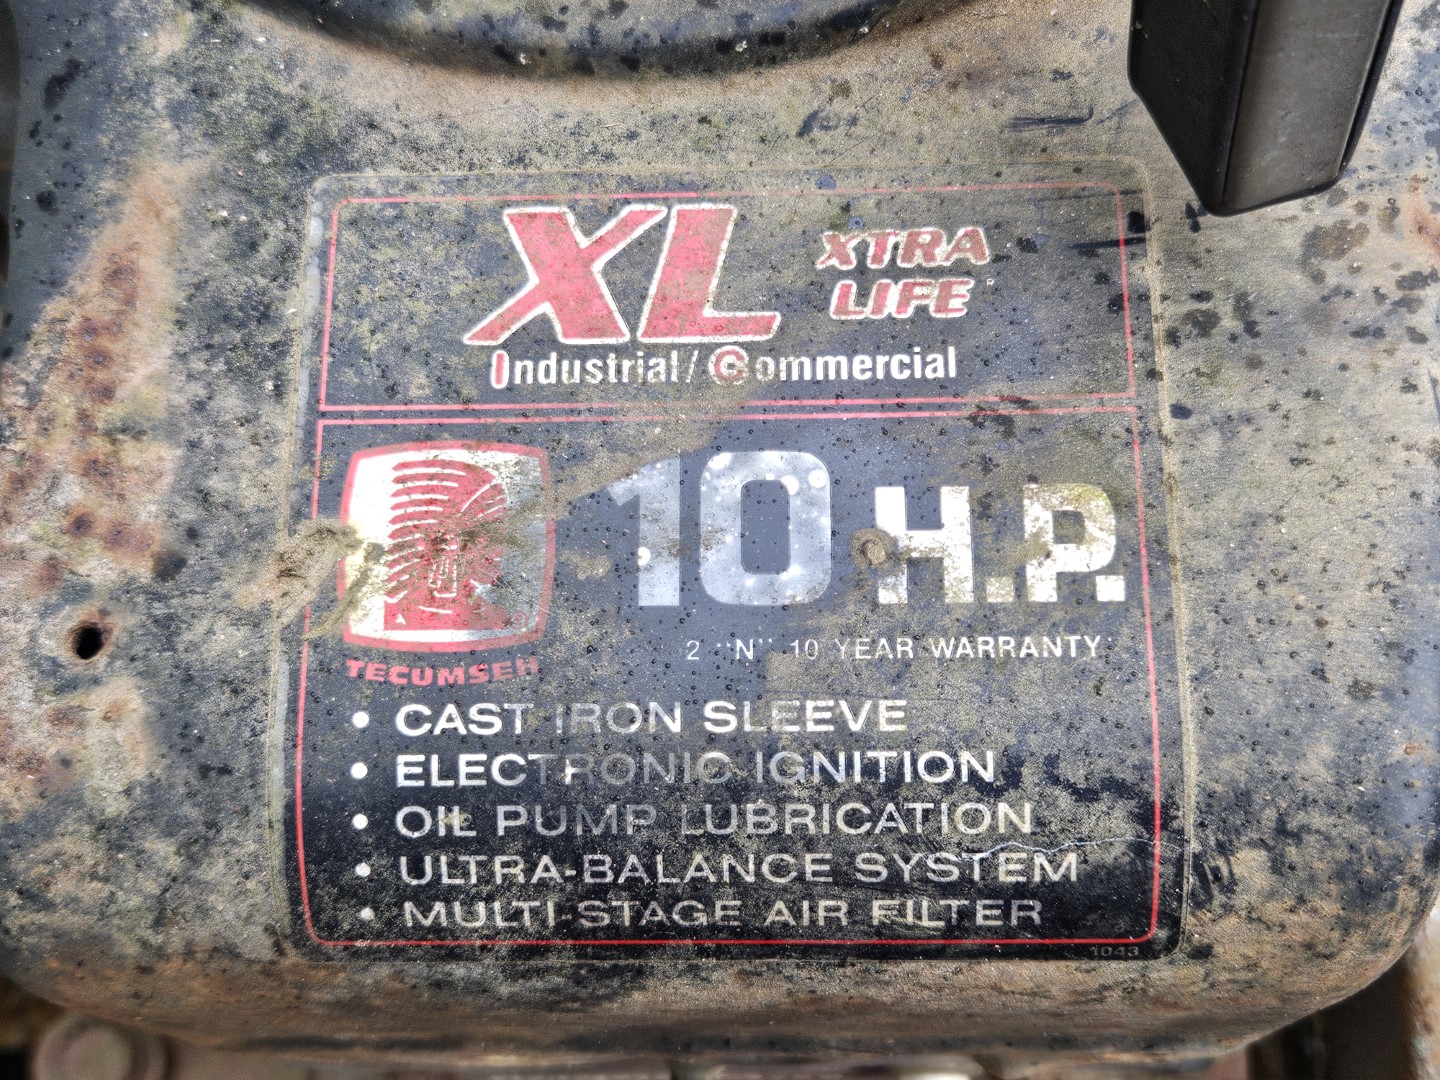 XL XTRA
LIFE
Industrial/Commercial
10 H.P.
2 "N" 10 YEAR WARRANTY
TECUMSEH
• CAST IRON SLEEVE
• ELECTRONIC IGNITION
• OIL PUMP LUBRICATION
• ULTRA-BALANCE SYSTEM
• MULTI-STAGE AIR FILTER
1043